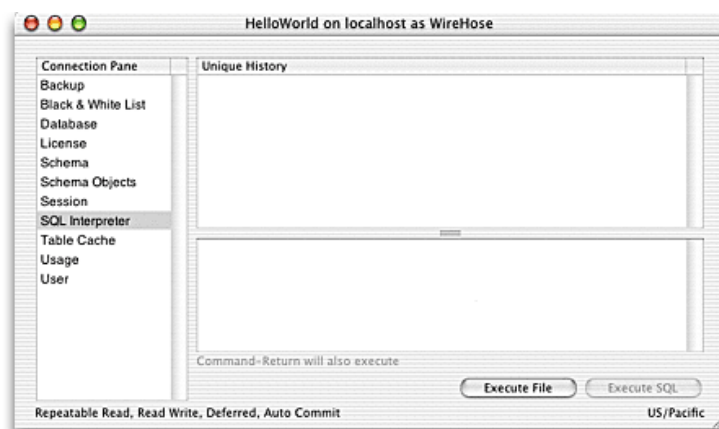 HelloWorld on localhost as WireHose
Connection Pane
Backup
Black & White List
Database
License
Schema
Schema Objects
Session
SQL Interpreter
Table Cache
Usage
User
Unique History
Command-Return will also execute
Execute File
Execute SQL
Repeatable Read, Read Write, Deferred, Auto Commit
US/Pacific